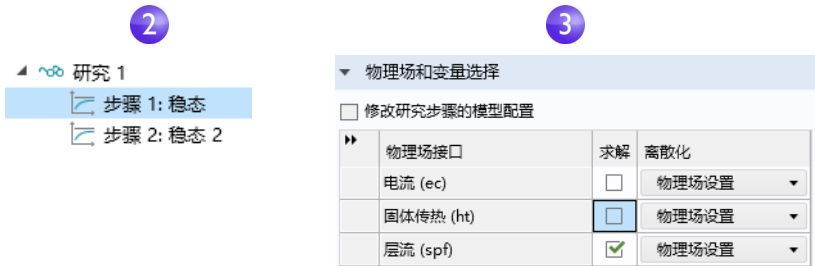 2
研究 1
步骤 1: 稳态
步骤 2: 稳态 2
3
物理场和变量选择
修改研究步骤的模型配置
物理场接口 求解 离散化
电流 (ec) 物理场设置
固体传热 (ht) 物理场设置
层流 (spf) 物理场设置